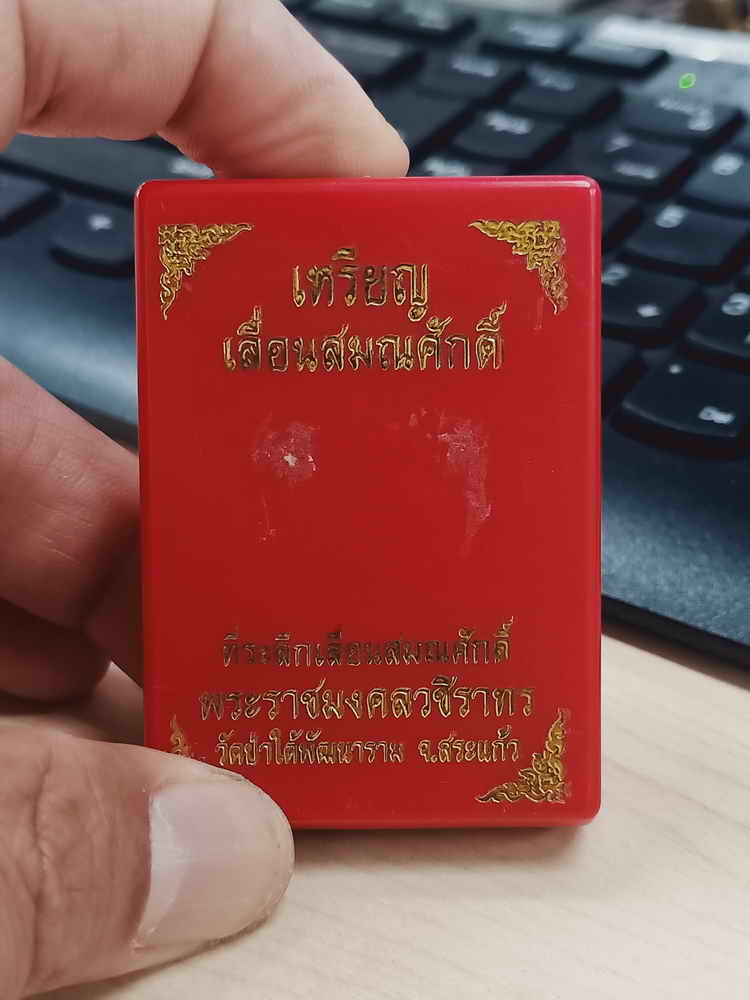 เหรียญ
เลื่อนสมณศักดิ์
ที่ระลึกเลื่อนสมณศักดิ์
พระราชมงคลวชิราทร
วัดป่าใต้พัฒนาราม จ.สระแก้ว